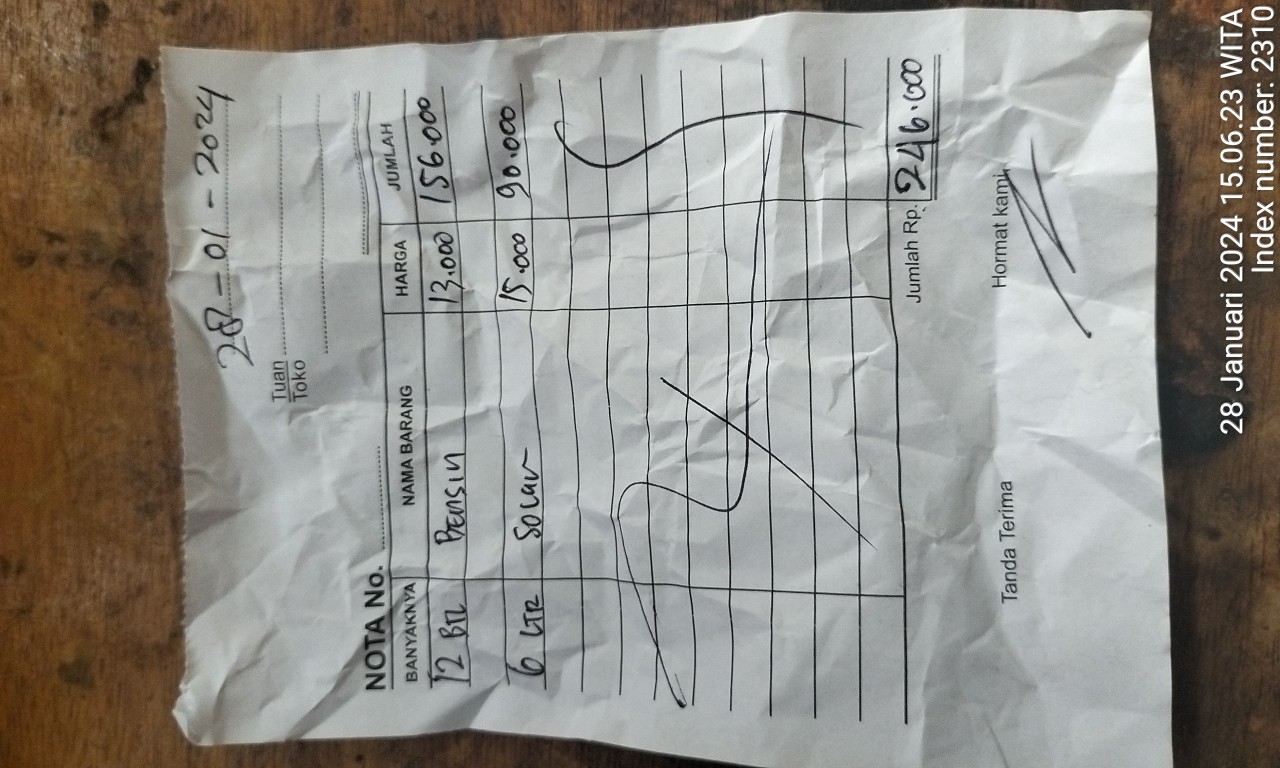 28-01-2024
Tuan
Toko
NOTA No.
BANYAKNYA NAMA BARANG HARGA JUMLAH
12 BTL BENSIN 13.000 156.000
6 LTR SOLAR 15.000 90.000
Jumlah Rp. 246.000
Tanda Terima Hormat kami,
28 Januari 2024 15.06.23 WITA
Index number: 2310